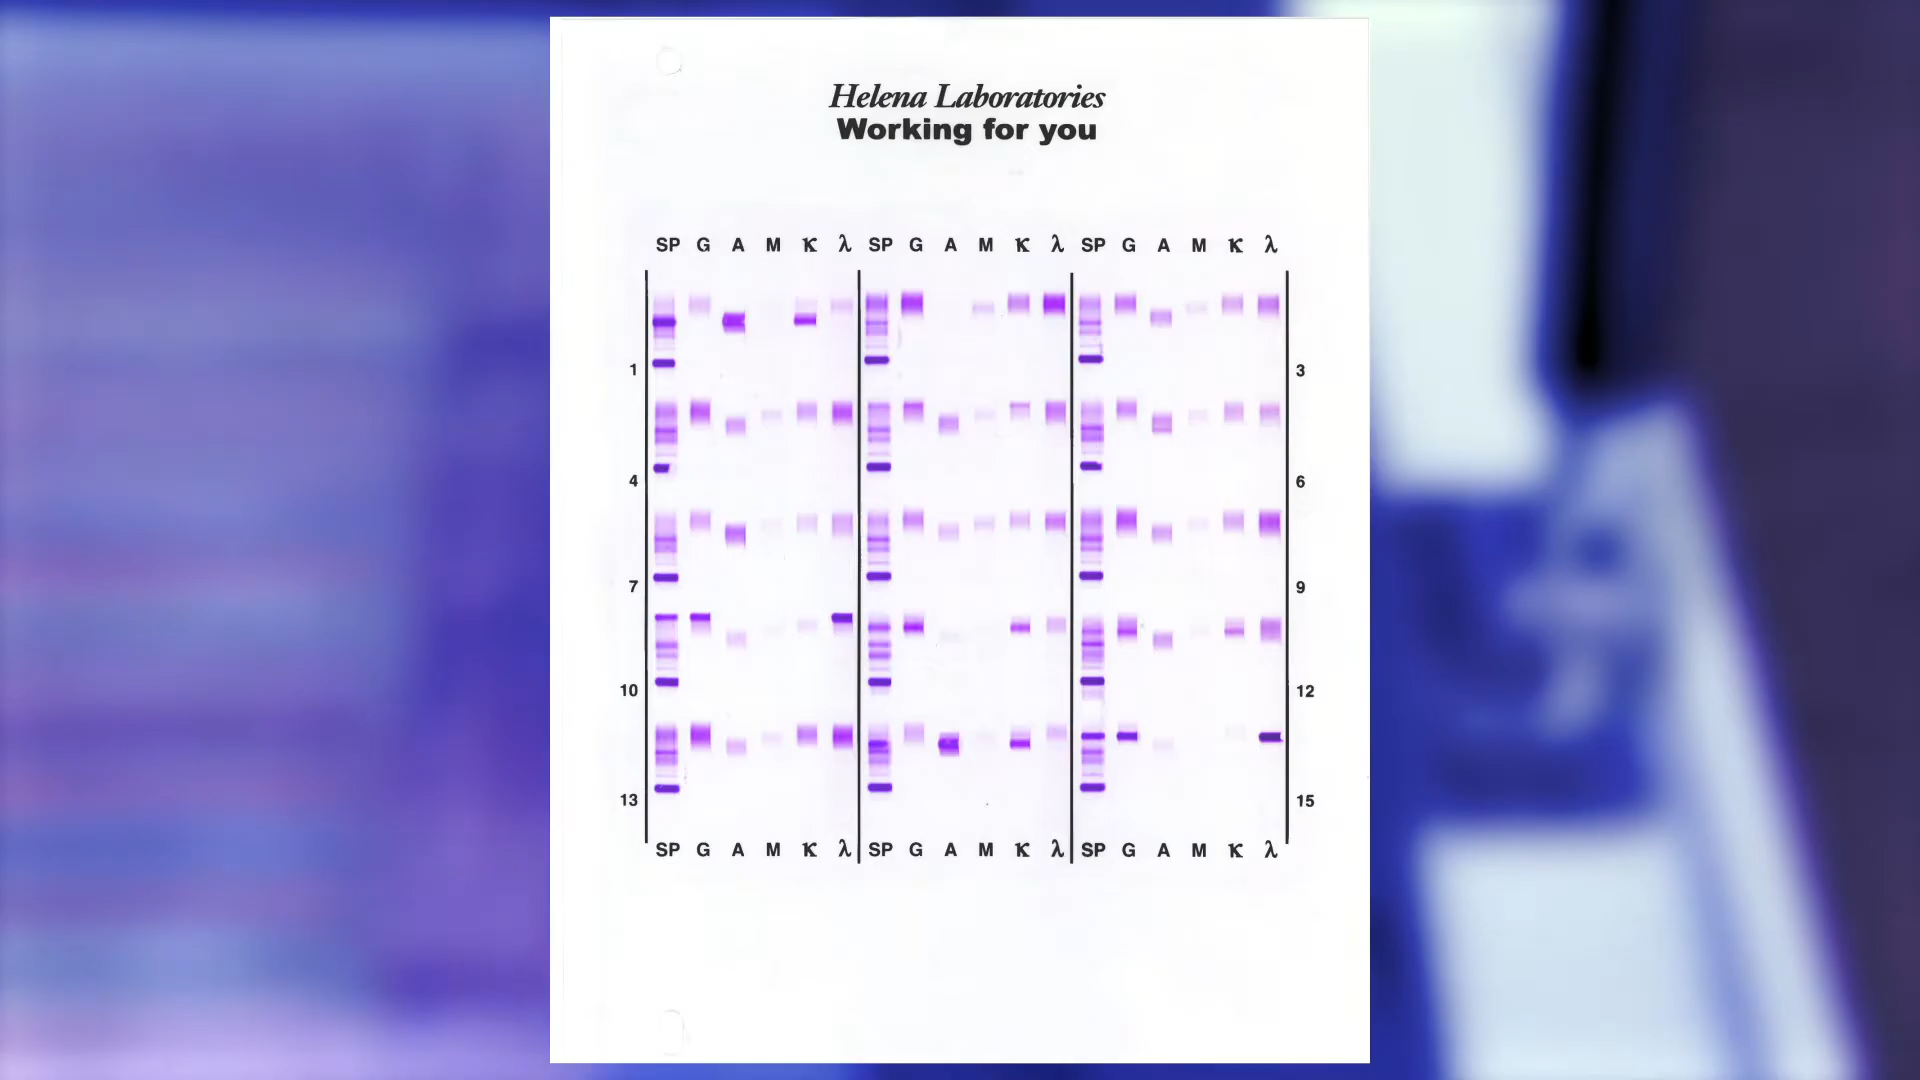 Helena Laboratories
Working for you
SP G A M K λ SP G A M K λ SP G A M K λ
1 3
4 6
7 9
10 12
13 15
SP G A M K λ SP G A M K λ SP G A M K λ